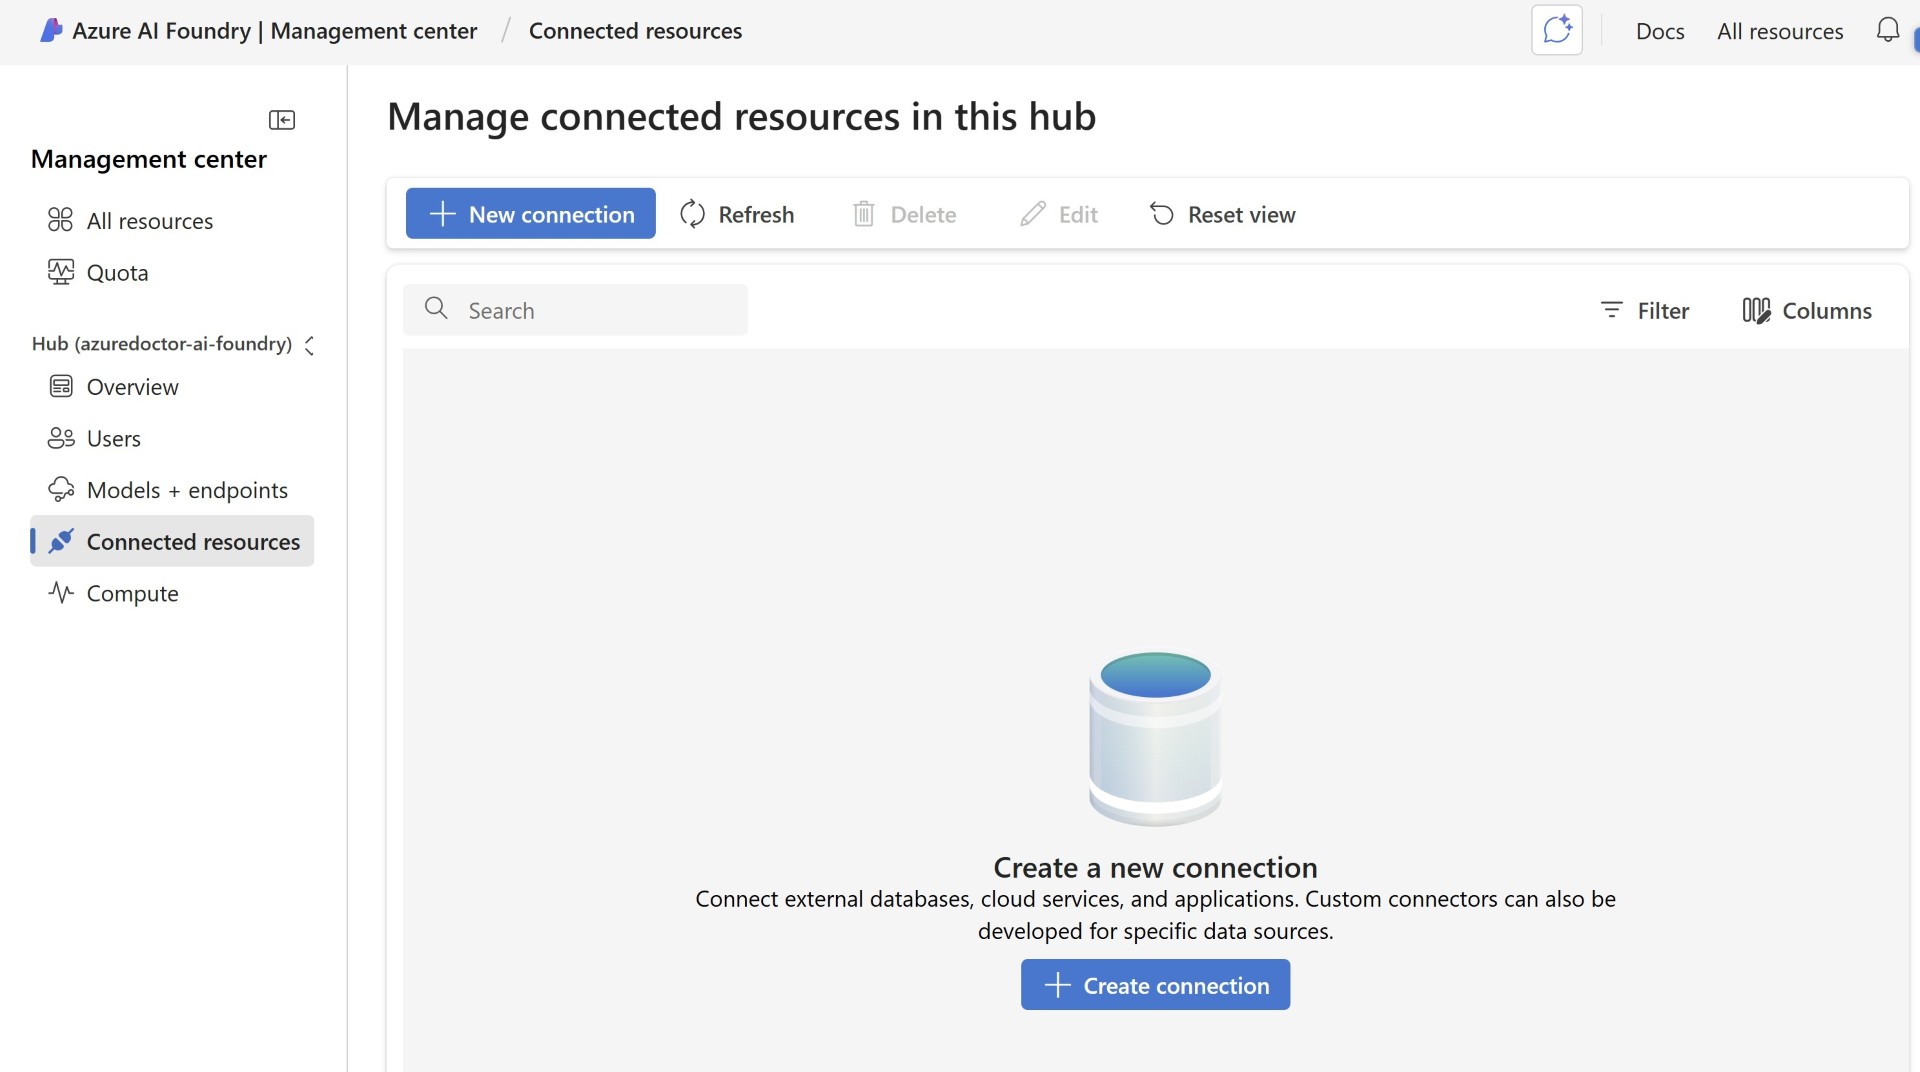 Azure AI Foundry | Management center / Connected resources
Docs
All resources
Management center
All resources
Quota
Hub (azuredoctor-ai-foundry)
Overview
Users
Models + endpoints
Connected resources
Compute
Manage connected resources in this hub
New connection
Refresh
Delete
Edit
Reset view
Search
Filter
Columns
Create a new connection
Connect external databases, cloud services, and applications. Custom connectors can also be
developed for specific data sources.
Create connection